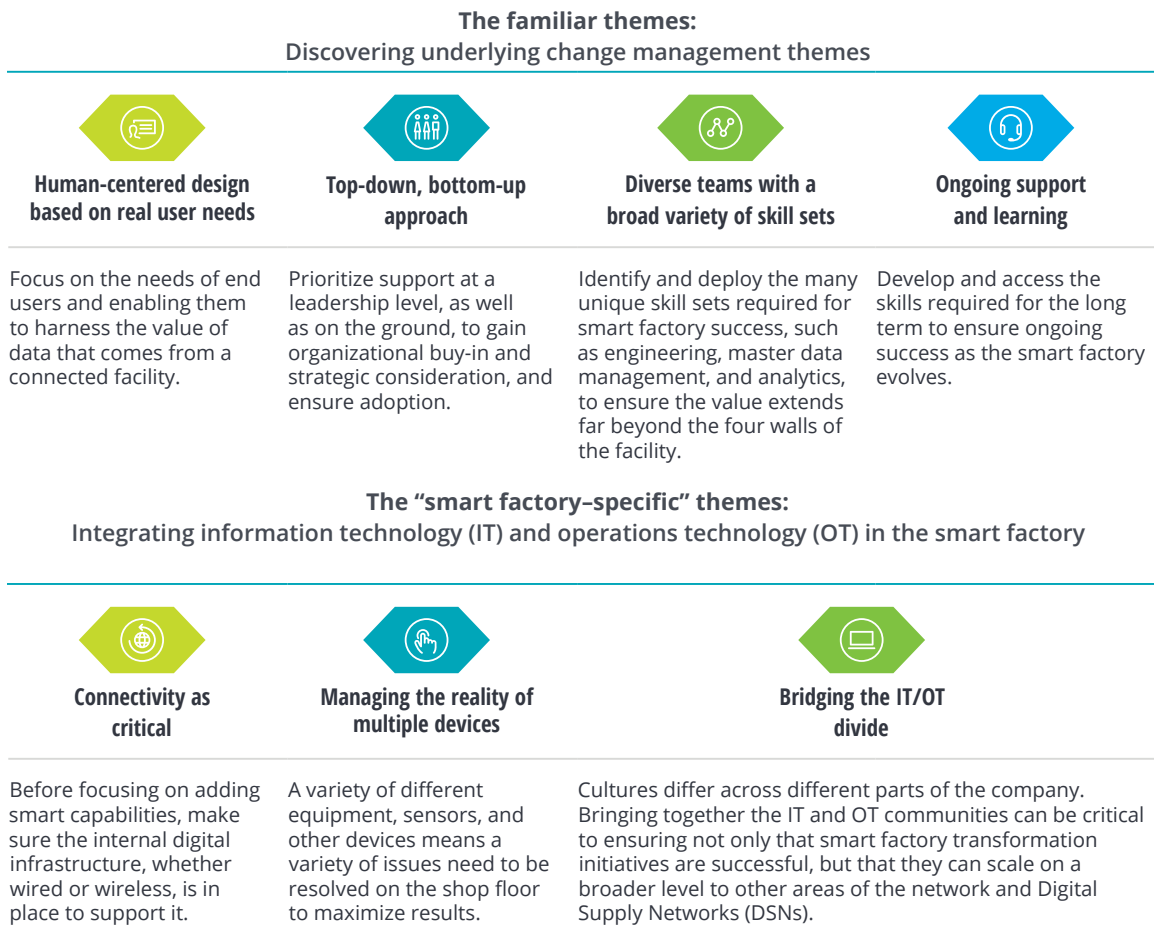 The familiar themes:
Discovering underlying change management themes
Human-centered design
based on real user needs
Top-down, bottom-up
approach
Diverse teams with a
broad variety of skill sets
Ongoing support
and learning
Focus on the needs of end
users and enabling them
to harness the value of
data that comes from a
connected facility.
Prioritize support at a
leadership level, as well
as on the ground, to gain
organizational buy-in and
strategic consideration, and
ensure adoption.
Identify and deploy the many
unique skill sets required for
smart factory success, such
as engineering, master data
management, and analytics,
to ensure the value extends
far beyond the four walls of
the facility.
Develop and access the
skills required for the long
term to ensure ongoing
success as the smart factory
evolves.
The “smart factory–specific” themes:
Integrating information technology (IT) and operations technology (OT) in the smart factory
Connectivity as
critical
Managing the reality of
multiple devices
Bridging the IT/OT
divide
Before focusing on adding
smart capabilities, make
sure the internal digital
infrastructure, whether
wired or wireless, is in
place to support it.
A variety of different
equipment, sensors, and
other devices means a
variety of issues need to be
resolved on the shop floor
to maximize results.
Cultures differ across different parts of the company.
Bringing together the IT and OT communities can be critical
to ensuring not only that smart factory transformation
initiatives are successful, but that they can scale on a
broader level to other areas of the network and Digital
Supply Networks (DSNs).